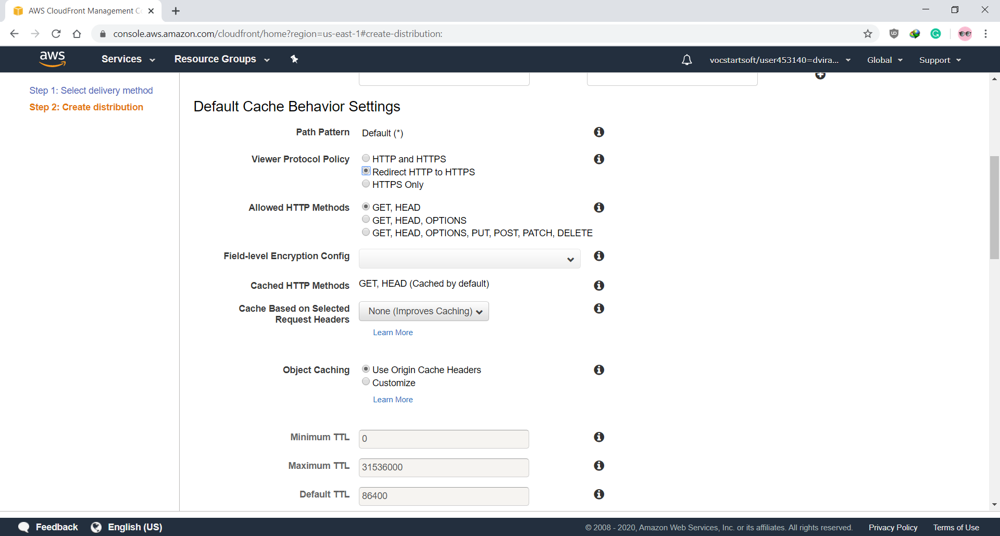 AWS CloudFront Management Co
console.aws.amazon.com/cloudfront/home?region=us-east-1#create-distribution:
aws
Services
Resource Groups
vocstartsoft/user453140=dvira...
Global
Support
Step 1: Select delivery method
Step 2: Create distribution
Default Cache Behavior Settings
Path Pattern
Default (*)
Viewer Protocol Policy
HTTP and HTTPS
Redirect HTTP to HTTPS
HTTPS Only
Allowed HTTP Methods
GET, HEAD
GET, HEAD, OPTIONS
GET, HEAD, OPTIONS, PUT, POST, PATCH, DELETE
Field-level Encryption Config
Cached HTTP Methods
GET, HEAD (Cached by default)
Cache Based on Selected
Request Headers
None (Improves Caching)
Learn More
Object Caching
Use Origin Cache Headers
Customize
Learn More
Minimum TTL
0
Maximum TTL
31536000
Default TTL
86400
Feedback
English (US)
© 2008 - 2020, Amazon Web Services, Inc. or its affiliates. All rights reserved.
Privacy Policy
Terms of Use